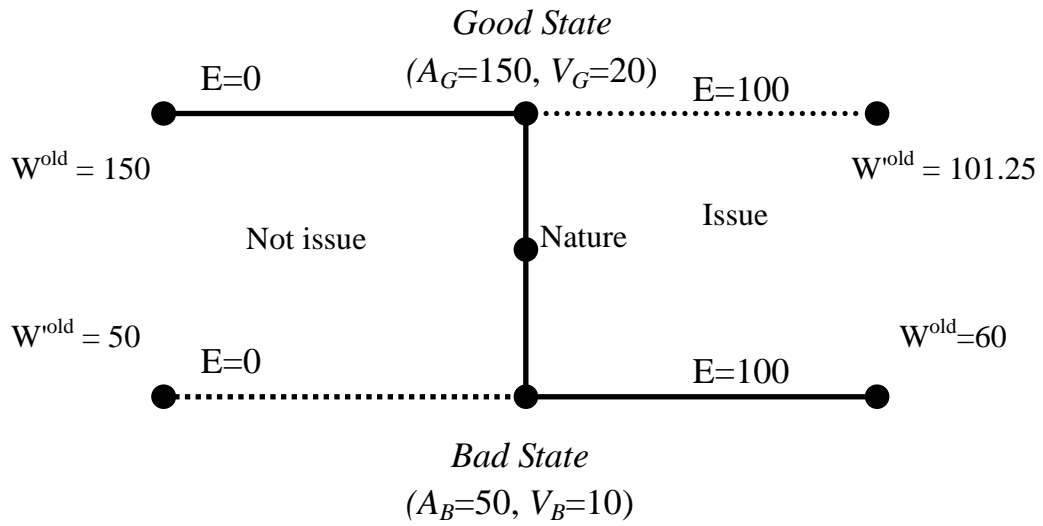 Good State
(A_G=150, V_G=20)
E=0
E=100
W^old = 150
W'^old = 101.25
Not issue
Nature
Issue
W'^old = 50
W^old=60
E=0
E=100
Bad State
(A_B=50, V_B=10)